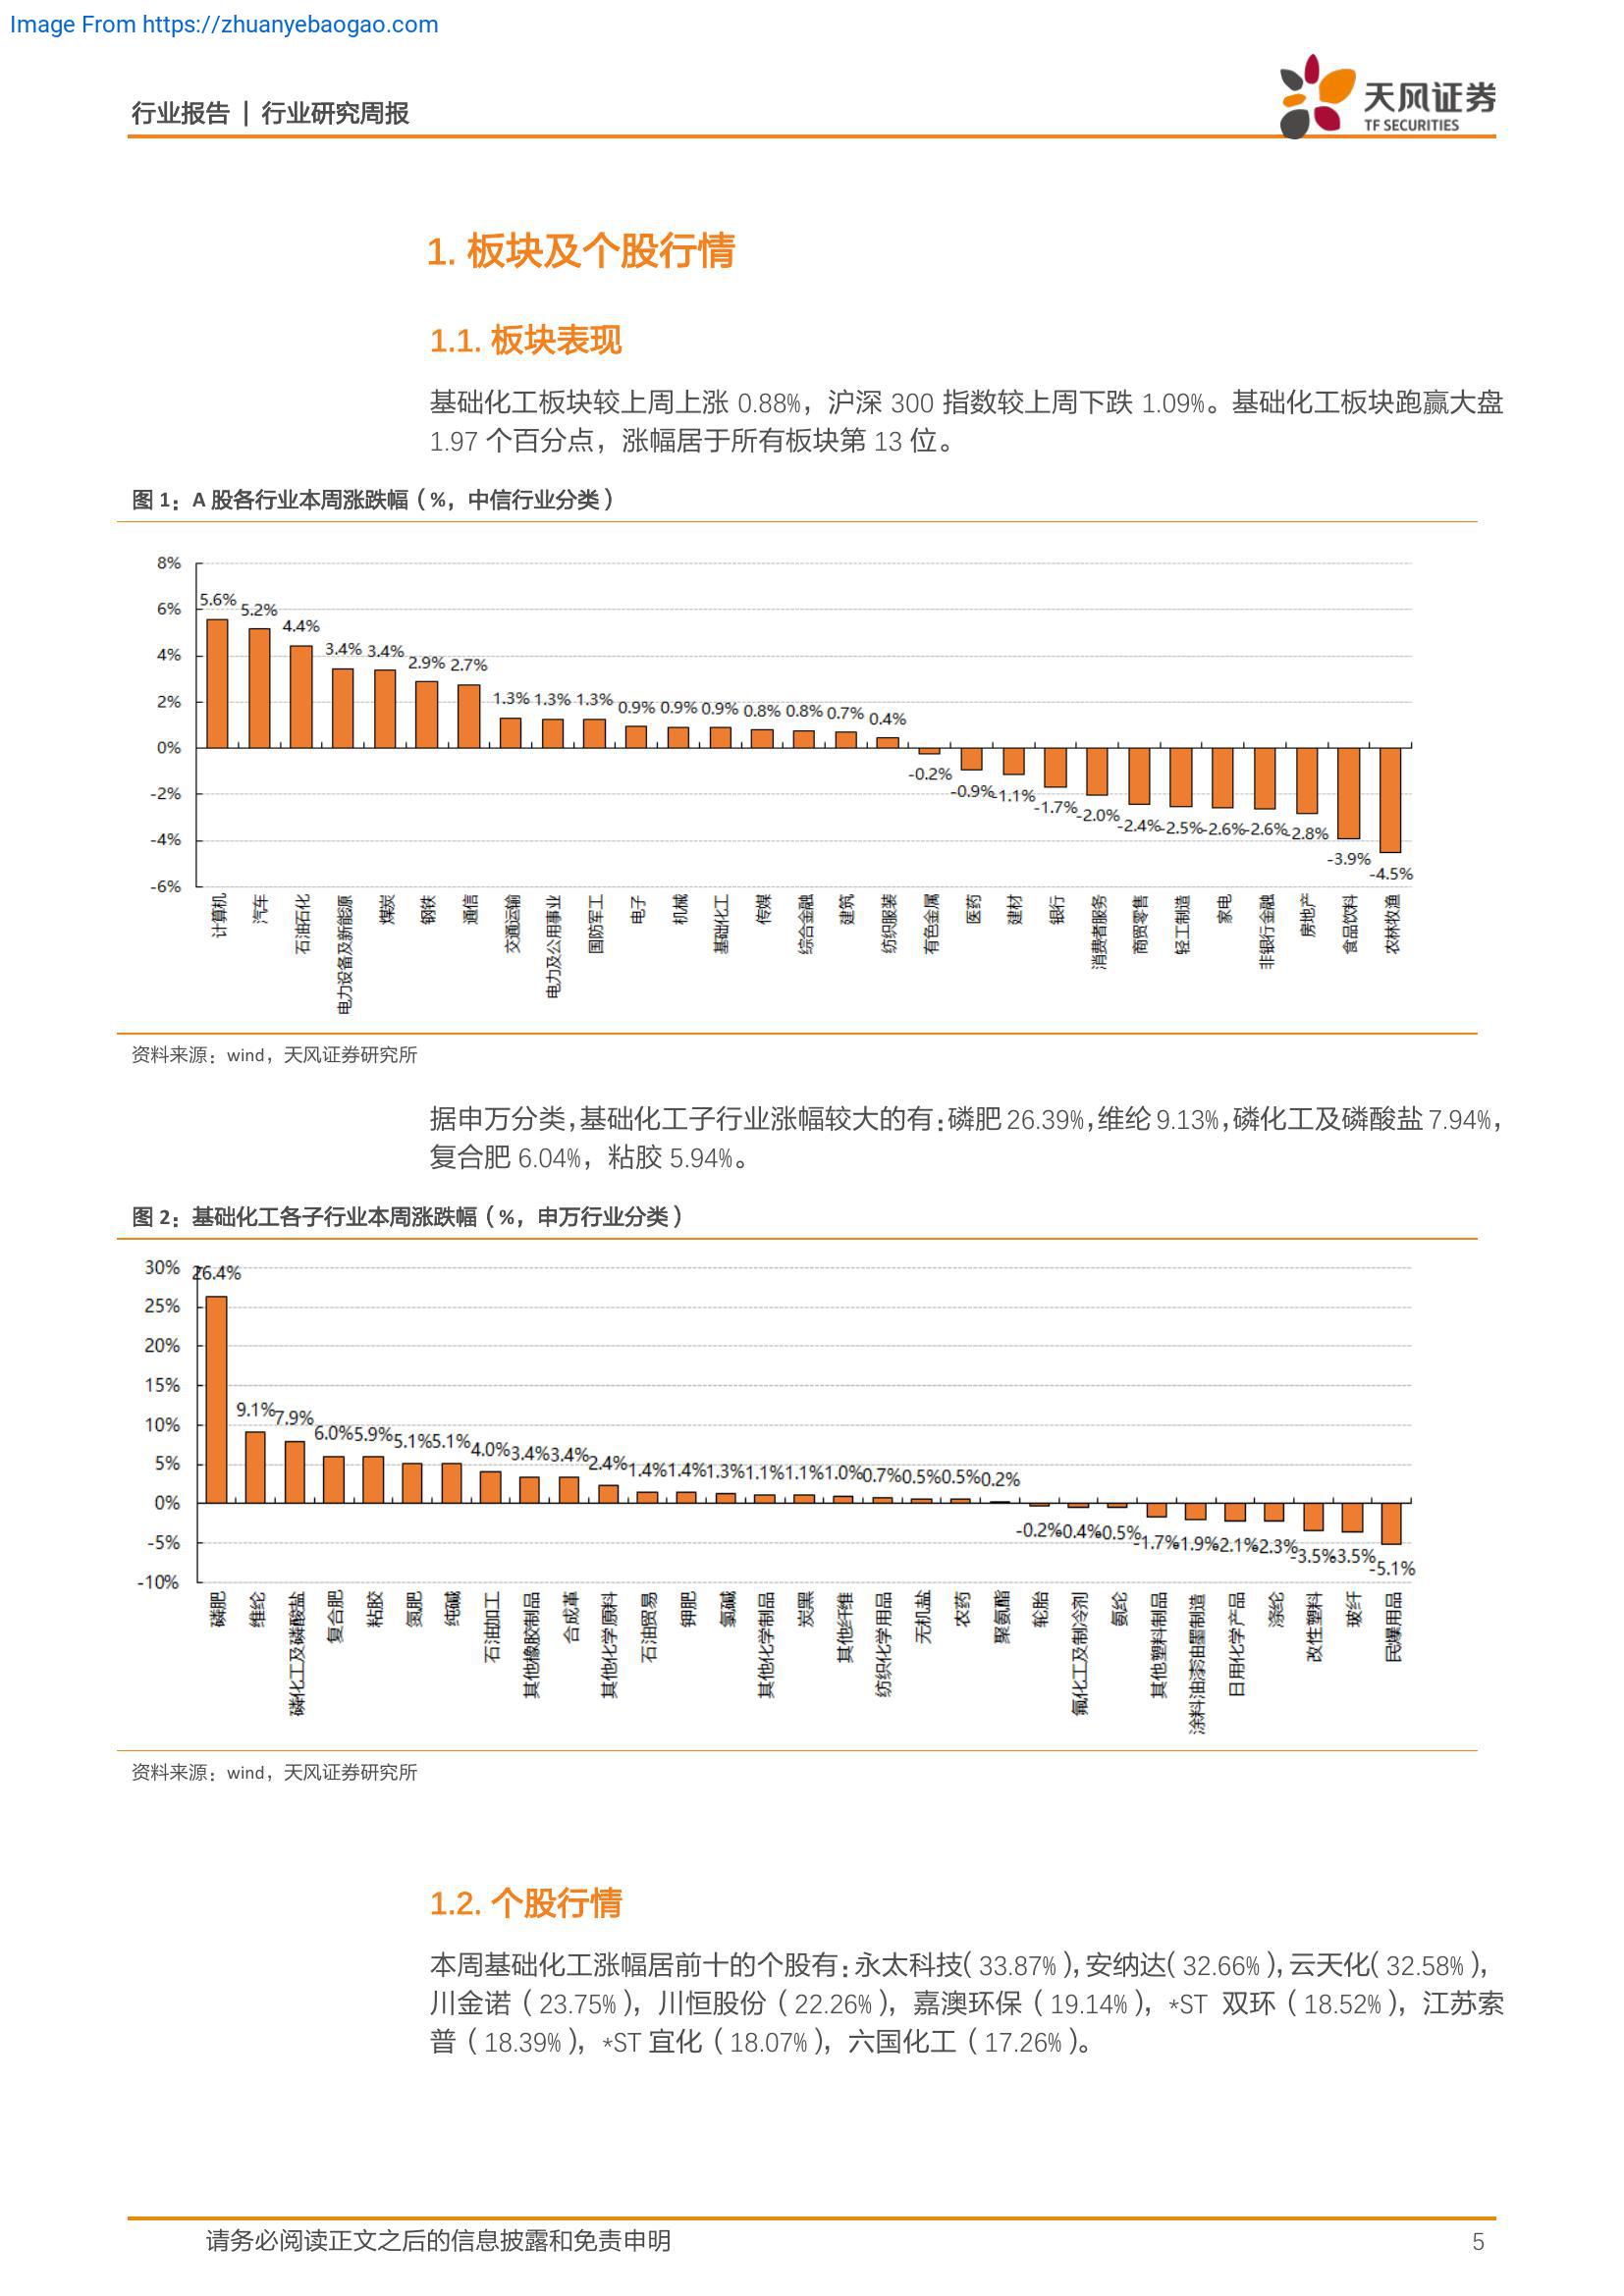 Image From https://zhuanyebaogao.com
行业报告 | 行业研究周报
天风证券
TF SECURITIES
1. 板块及个股行情
1.1. 板块表现
基础化工板块较上周上涨 0.88%，沪深 300 指数较上周下跌 1.09%。基础化工板块跑赢大盘
1.97 个百分点，涨幅居于所有板块第 13 位。
图 1：A 股各行业本周涨跌幅（%，中信行业分类）
8%
6%
4%
2%
0%
-2%
-4%
-6%
5.6% 5.2% 4.4% 3.4% 3.4% 2.9% 2.7% 1.3% 1.3% 1.3% 0.9% 0.9% 0.9% 0.8% 0.8% 0.7% 0.4% -0.2% -0.9% -1.1% -1.7% -2.0% -2.4% -2.5% -2.6% -2.6% -2.8% -3.9% -4.5%
计算机 汽车 石油石化 电力设备及新能源 煤炭 钢铁 通信 交通运输 电力及公用事业 国防军工 电子 机械 基础化工 传媒 综合金融 建筑 纺织服装 有色金属 医药 建材 银行 消费者服务 商贸零售 轻工制造 家电 非银行金融 房地产 食品饮料 农林牧渔
资料来源：wind，天风证券研究所
据申万分类，基础化工子行业涨幅较大的有：磷肥 26.39%，维纶 9.13%，磷化工及磷酸盐 7.94%，
复合肥 6.04%，粘胶 5.94%。
图 2：基础化工各子行业本周涨跌幅（%，申万行业分类）
30%
25%
20%
15%
10%
5%
0%
-5%
-10%
26.4% 9.1% 7.9% 6.0% 5.9% 5.1% 5.1% 4.0% 3.4% 3.4% 2.4% 1.4% 1.4% 1.3% 1.1% 1.1% 1.0% 0.7% 0.5% 0.5% 0.2% -0.2% -0.4% -0.5% -1.7% -1.9% -2.1% -2.3% -3.5% -3.5% -5.1%
磷肥 维纶 磷化工及磷酸盐 复合肥 粘胶 氮肥 纯碱 石油加工 其他橡胶制品 合成革 其他化学原料 石油贸易 钾肥 氯碱 其他化学制品 炭黑 其他纤维 纺织化学用品 无机盐 农药 聚氨酯 轮胎 氟化工及制冷剂 氨纶 其他塑料制品 涂料油漆油墨制造 日用化学产品 涤纶 改性塑料 玻纤 民爆用品
资料来源：wind，天风证券研究所
1.2. 个股行情
本周基础化工涨幅居前十的个股有：永太科技（33.87%），安纳达（32.66%），云天化（32.58%），
川金诺（23.75%），川恒股份（22.26%），嘉澳环保（19.14%），*ST 双环（18.52%），江苏索
普（18.39%），*ST 宜化（18.07%），六国化工（17.26%）。
请务必阅读正文之后的信息披露和免责申明
5